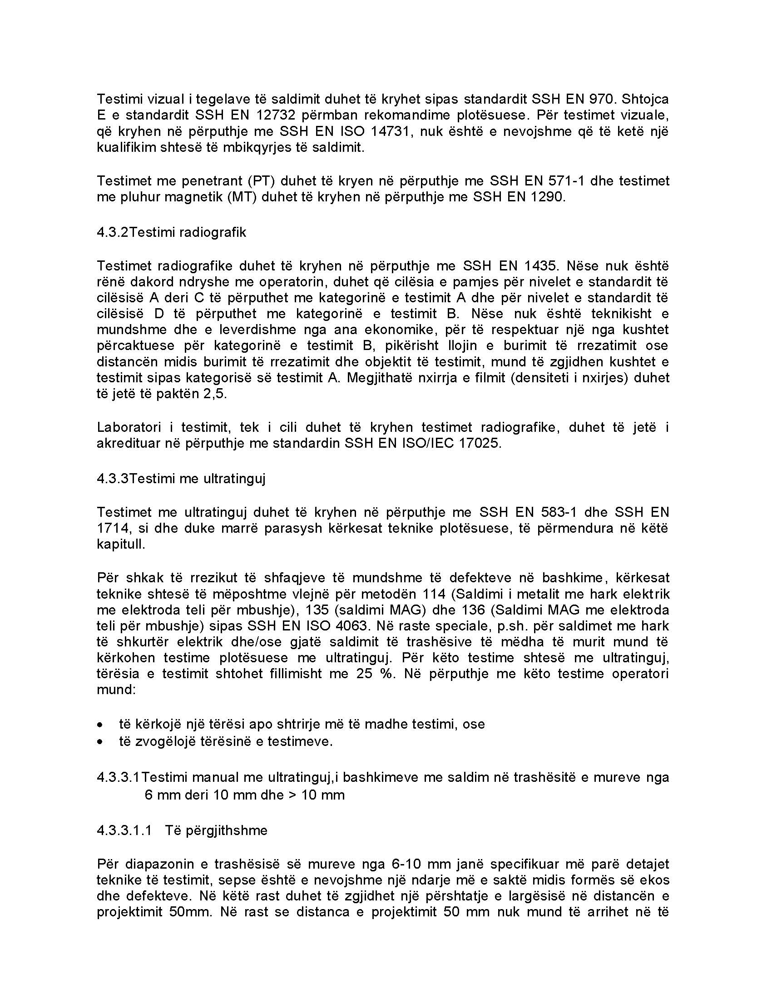 Testimi vizual i tegelave të saldimit duhet të kryhet sipas standardit SSH EN 970. Shtojca
E e standardit SSH EN 12732 përmban rekomandime plotësuese. Për testimet vizuale,
që kryhen në përputhje me SSH EN ISO 14731, nuk është e nevojshme që të ketë një
kualifikim shtesë të mbikqyrjes të saldimit.
Testimet me penetrant (PT) duhet të kryen në përputhje me SSH EN 571-1 dhe testimet
me pluhur magnetik (MT) duhet të kryhen në përputhje me SSH EN 1290.
4.3.2Testimi radiografik
Testimet radiografike duhet të kryhen në përputhje me SSH EN 1435. Nëse nuk është
rënë dakord ndryshe me operatorin, duhet që cilësia e pamjes për nivelet e standardit të
cilësisë A deri C të përputhet me kategorinë e testimit A dhe për nivelet e standardit të
cilësisë D të përputhet me kategorinë e testimit B. Nëse nuk është teknikisht e
mundshme dhe e leverdishme nga ana ekonomike, për të respektuar një nga kushtet
përcaktuese për kategorinë e testimit B, pikërisht llojin e burimit të rrezatimit ose
distancën midis burimit të rrezatimit dhe objektit të testimit, mund të zgjidhen kushtet e
testimit sipas kategorisë së testimit A. Megjithatë nxirrja e filmit (densiteti i nxirjes) duhet
të jetë të paktën 2,5.
Laboratori i testimit, tek i cili duhet të kryhen testimet radiografike, duhet të jetë i
akredituar në përputhje me standardin SSH EN ISO/IEC 17025.
4.3.3Testimi me ultratinguj
Testimet me ultratinguj duhet të kryhen në përputhje me SSH EN 583-1 dhe SSH EN
1714, si dhe duke marrë parasysh kërkesat teknike plotësuese, të përmendura në këtë
kapitull.
Për shkak të rrezikut të shfaqjeve të mundshme të defekteve në bashkime, kërkesat
teknike shtesë të mëposhtme vlejnë për metodën 114 (Saldimi i metalit me hark elektrik
me elektroda teli për mbushje), 135 (saldimi MAG) dhe 136 (Saldimi MAG me elektroda
teli për mbushje) sipas SSH EN ISO 4063. Në raste speciale, p.sh. për saldimet me hark
të shkurtër elektrik dhe/ose gjatë saldimit të trashësive të mëdha të murit mund të
kërkohen testime plotësuese me ultratinguj. Për këto testime shtesë me ultratinguj,
tërësia e testimit shtohet fillimisht me 25 %. Në përputhje me këto testime operatori
mund:
• të kërkojë një tërësi apo shtrirje më të madhe testimi, ose
• të zvogëlojë tërësinë e testimeve.
4.3.3.1Testimi manual me ultratinguj,i bashkimeve me saldim në trashësitë e mureve nga
6 mm deri 10 mm dhe > 10 mm
4.3.3.1.1 Të përgjithshme
Për diapazonin e trashësisë së mureve nga 6-10 mm janë specifikuar më parë detajet
teknike të testimit, sepse është e nevojshme një ndarje më e saktë midis formës së ekos
dhe defekteve. Në këtë rast duhet të zgjidhet një përshtatje e largësisë në distancën e
projektimit 50mm. Në rast se distanca e projektimit 50 mm nuk mund të arrihet në të